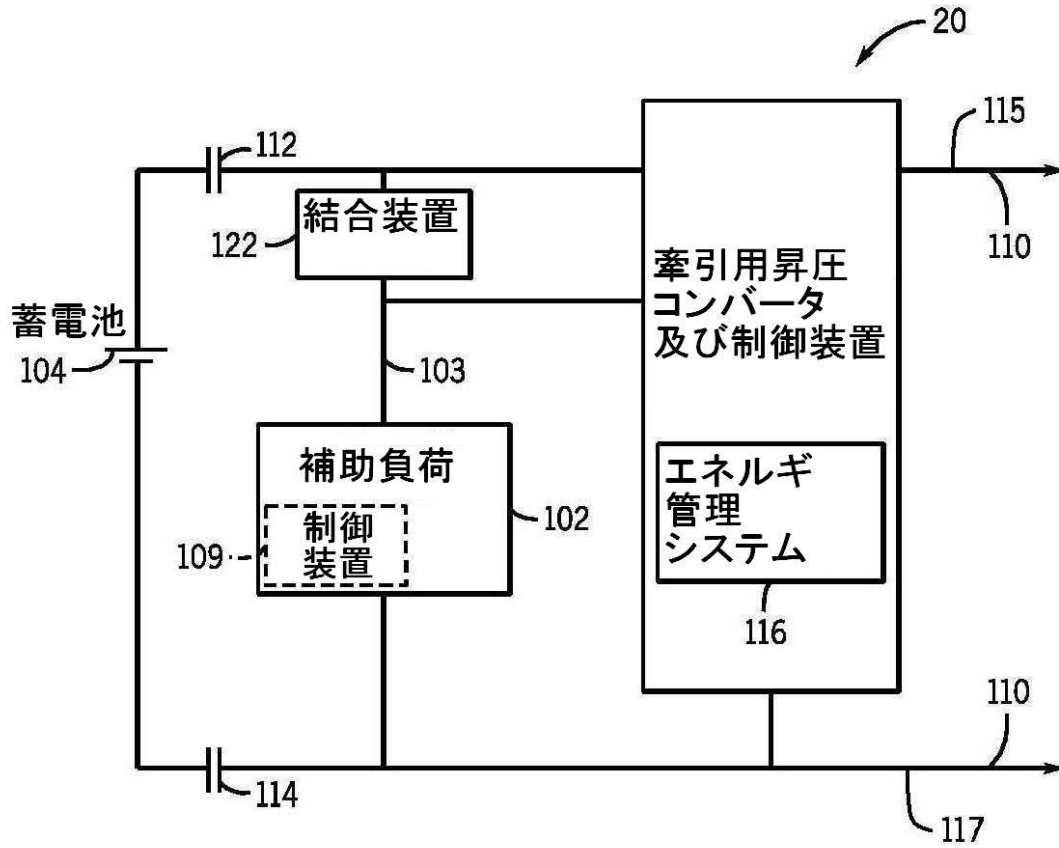 20
115
112
結合装置
122
110
牽引用昇圧
コンバータ
及び制御装置
蓄電池
104
103
補助負荷
エネルギ
管理
システム
102
制御
装置
109
116
110
114
117